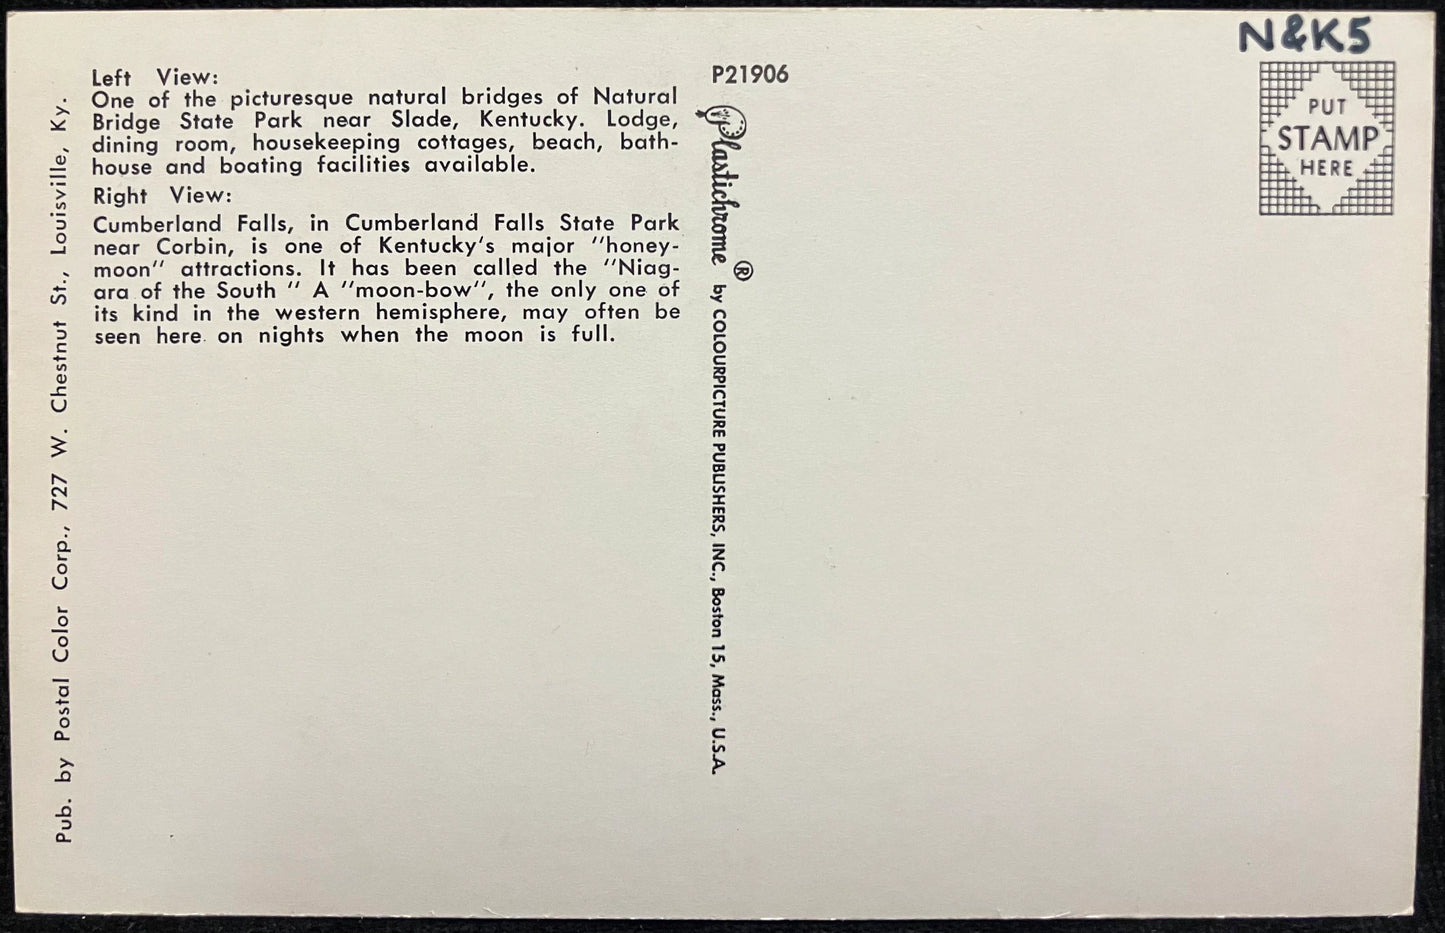 N&K5
Left View:
One of the picturesque natural bridges of Natural
Bridge State Park near Slade, Kentucky. Lodge,
dining room, housekeeping cottages, beach, bath-
house and boating facilities available.
Right View:
Cumberland Falls, in Cumberland Falls State Park
near Corbin, is one of Kentucky's major "honey-
moon" attractions. It has been called the "Niag-
ara of the South " A "moon-bow", the only one of
its kind in the western hemisphere, may often be
seen here on nights when the moon is full.
Pub. by Postal Color Corp., 727 W. Chestnut St., Louisville, Ky.
P21906
Plastichrome ® by COLOURPICTURE PUBLISHERS, INC., Boston 15, Mass., U.S.A.
PUT
STAMP
HERE